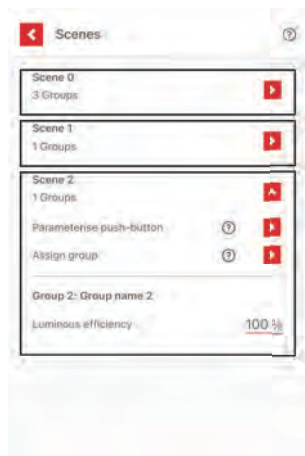 Scenes
Scene 0
3 Groups
Scene 1
1 Groups
Scene 2
1 Groups
Parameterise push-button
Assign group
Group 2: Group name 2
Luminous efficiency 100 %